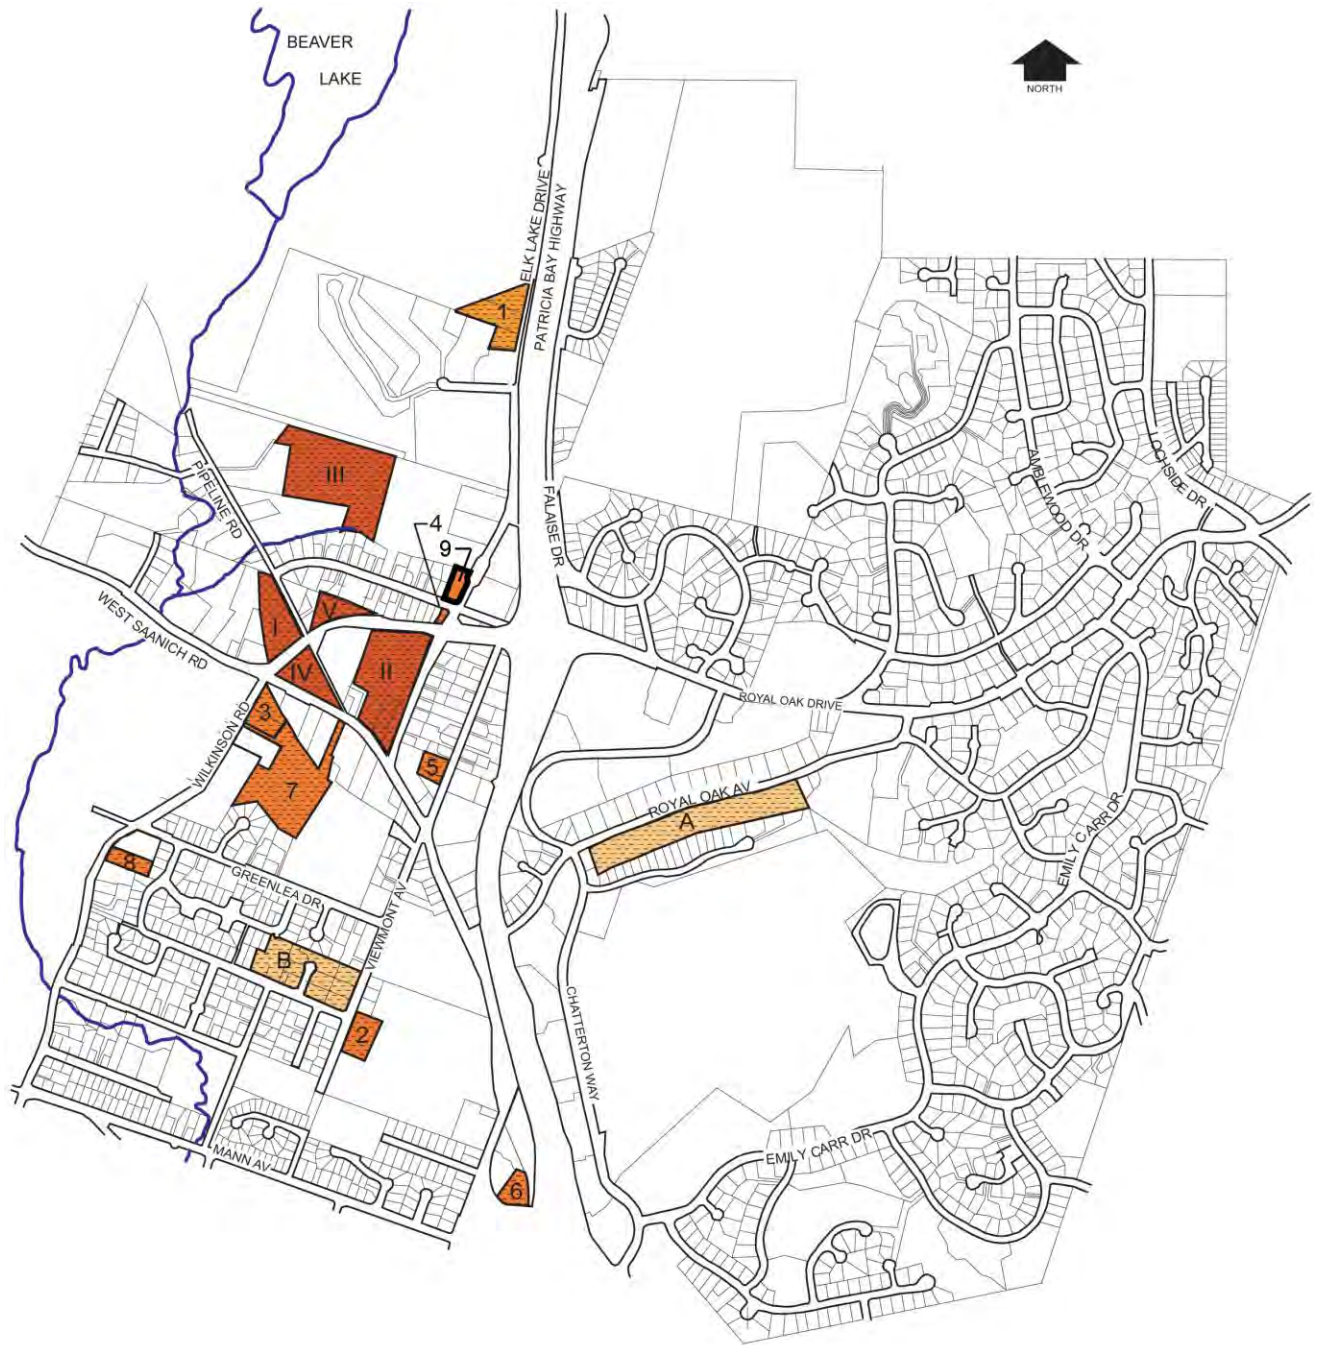 BEAVER
LAKE
NORTH
ELK LAKE DRIVE
PATRICIA BAY HIGHWAY
1
III
PIPELINE RD
4
9
FALAISE DR
AMBLEWOOD DR
LOCHSIDE DR
WEST SAANICH RD
I
V
IV
II
3
WILKINSON RD
7
5
ROYAL OAK DRIVE
ROYAL OAK AV
A
EMILY CARR DR
8
GREENLEA DR
VIEWMONT AV
B
2
CHATTERTON WAY
EMILY CARR DR
MANN AV
6